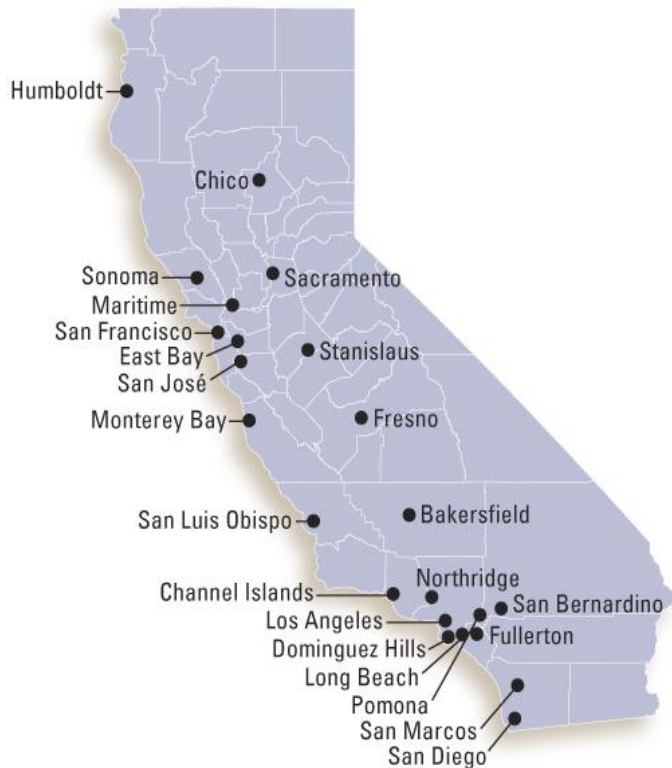 Humboldt
Chico
Sonoma
Sacramento
Maritime
San Francisco
East Bay
Stanislaus
San José
Monterey Bay
Fresno
San Luis Obispo
Bakersfield
Channel Islands
Northridge
San Bernardino
Los Angeles
Dominguez Hills
Fullerton
Long Beach
Pomona
San Marcos
San Diego